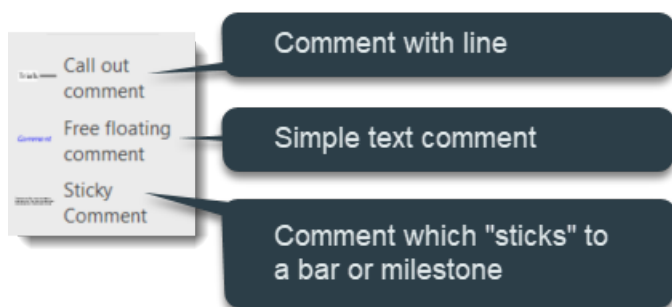 Call out
comment
Free floating
comment
Sticky
Comment
Comment with line
Simple text comment
Comment which "sticks" to
a bar or milestone
Comment